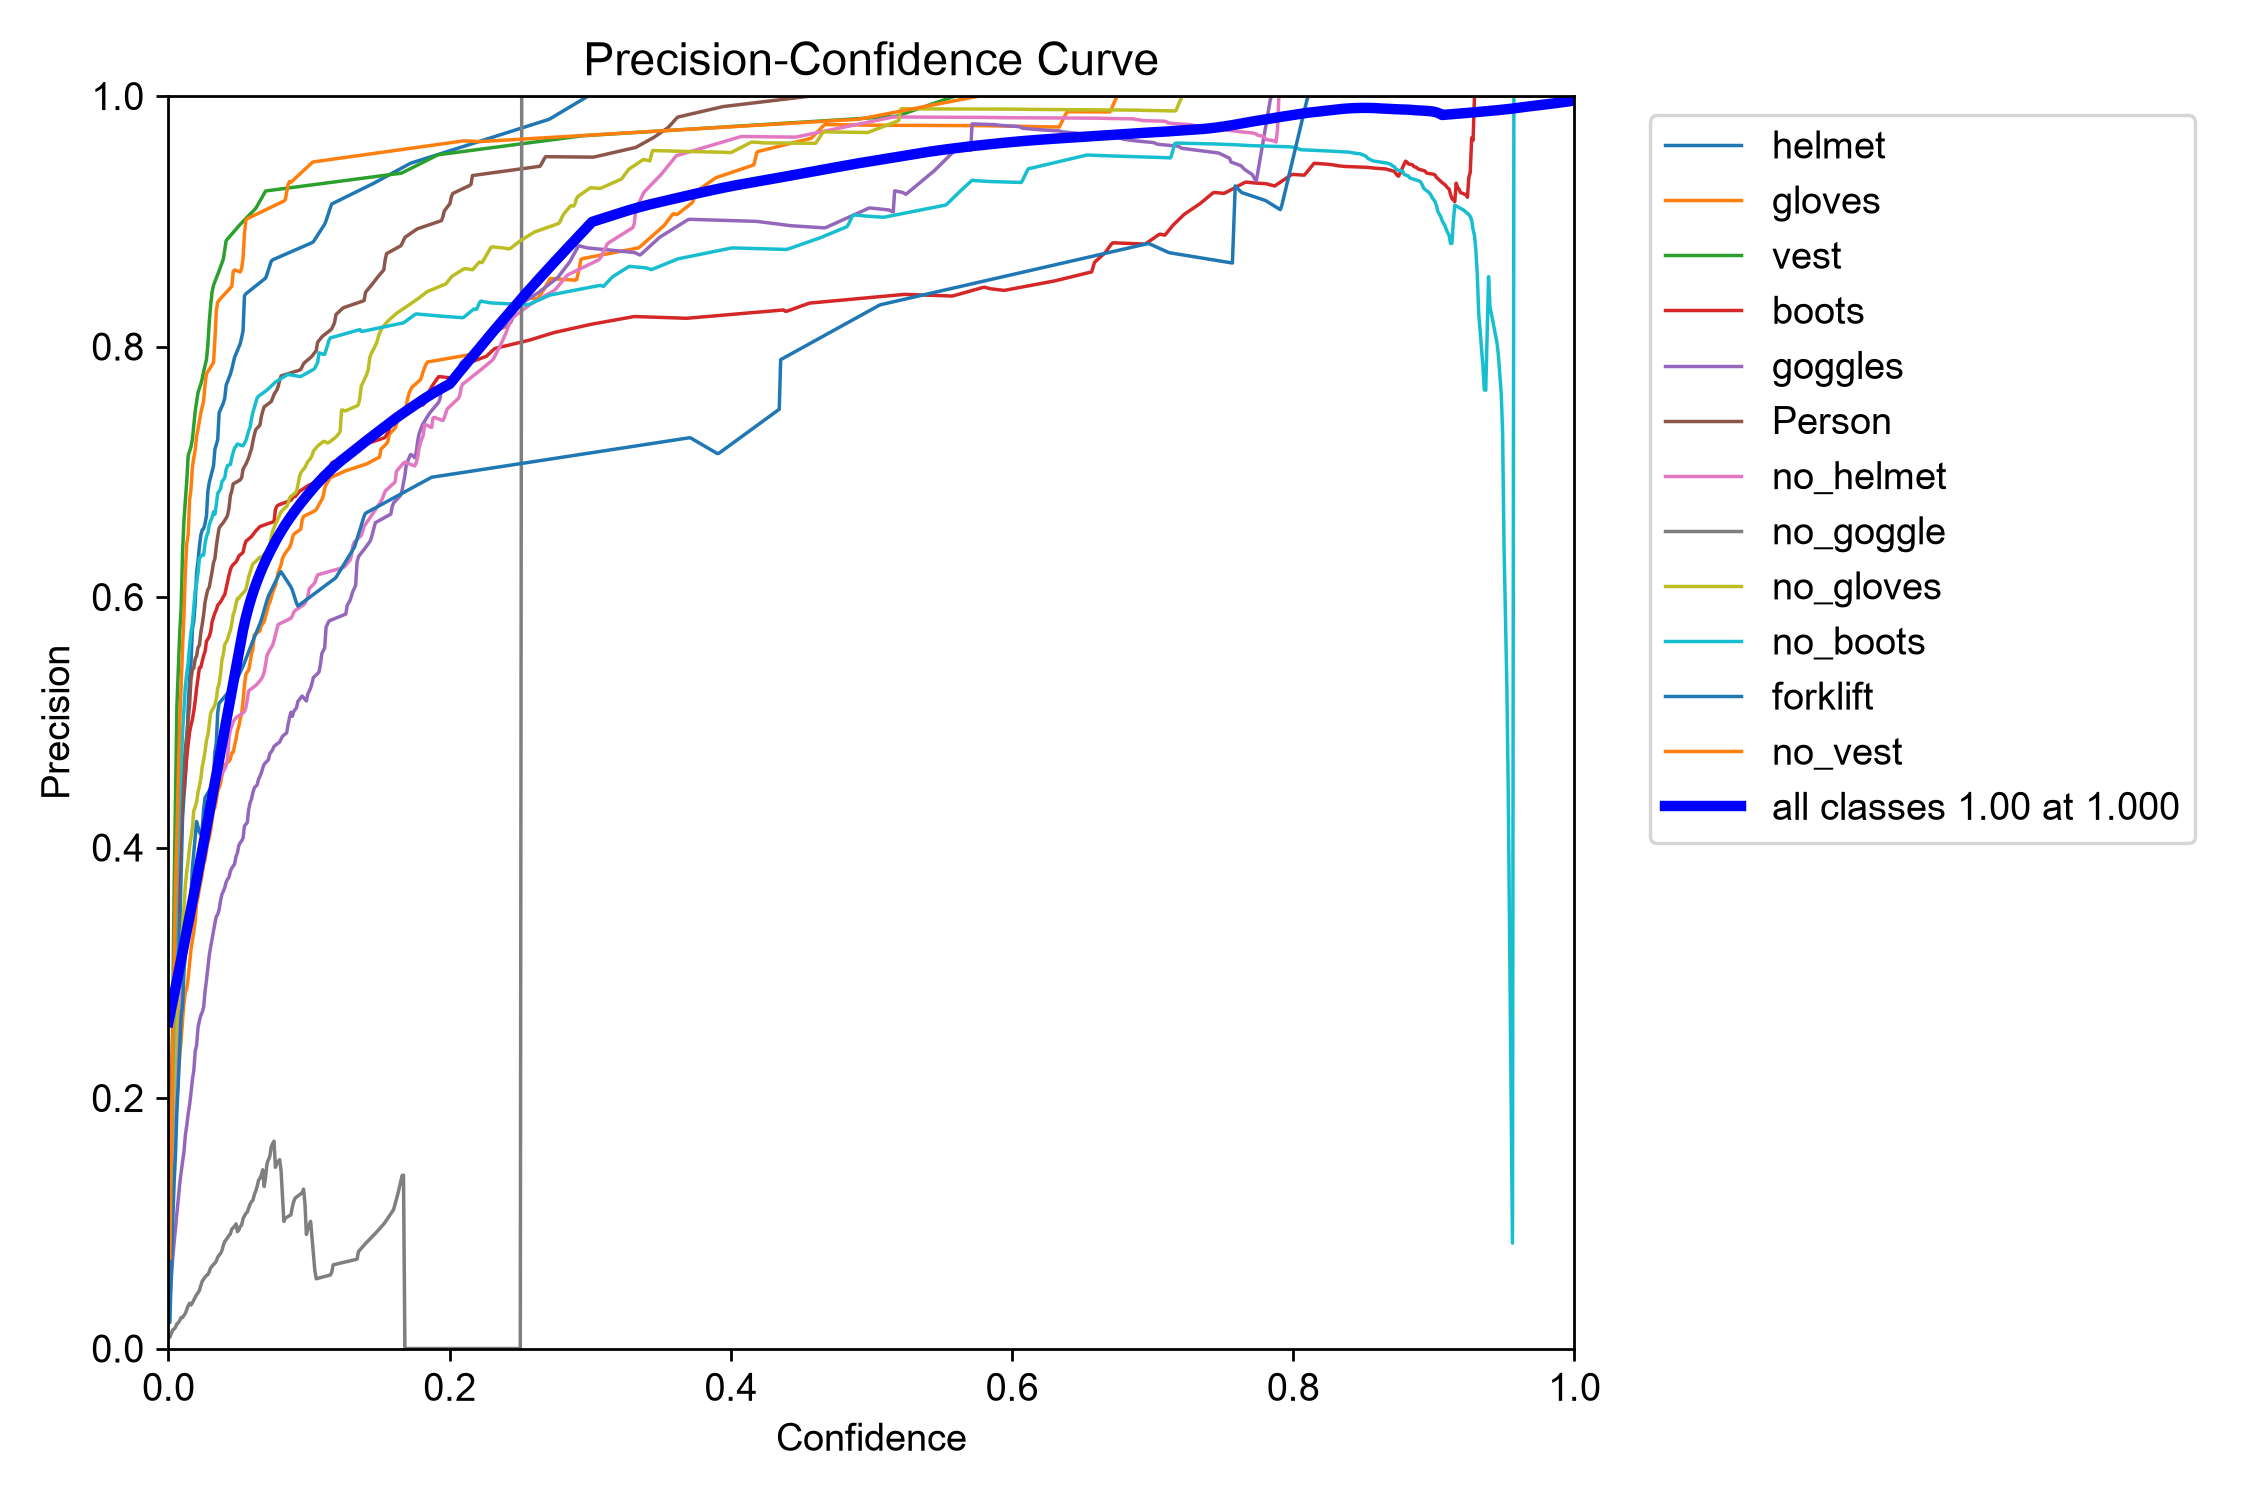 Precision-Confidence Curve
1.0
0.8
0.6
0.4
0.2
0.0
Precision
0.0 0.2 0.4 0.6 0.8 1.0
Confidence
helmet
gloves
vest
boots
goggles
Person
no_helmet
no_goggle
no_gloves
no_boots
forklift
no_vest
all classes 1.00 at 1.000